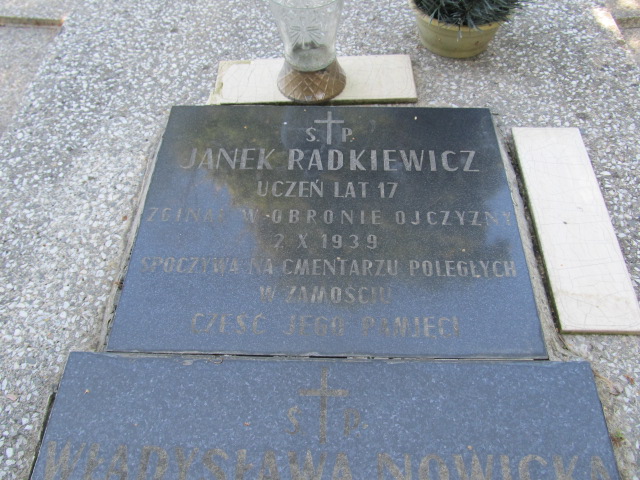 Ś. P.
JANEK RADKIEWICZ
UCZEŃ LAT 17
ZGINĄŁ W OBRONIE OJCZYZNY
2 X 1939
SPOCZYWA NA CMENTARZU POLEGŁYCH
W ZAMOŚCIU
CZEŚĆ JEGO PAMIĘCI
Ś. P.
WŁADYSŁAWA NOWICKA